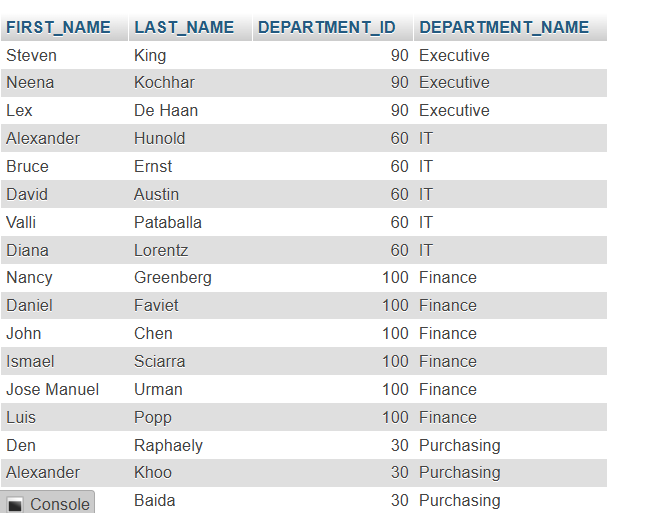 FIRST_NAME LAST_NAME DEPARTMENT_ID DEPARTMENT_NAME
Steven King 90 Executive
Neena Kochhar 90 Executive
Lex De Haan 90 Executive
Alexander Hunold 60 IT
Bruce Ernst 60 IT
David Austin 60 IT
Valli Pataballa 60 IT
Diana Lorentz 60 IT
Nancy Greenberg 100 Finance
Daniel Faviet 100 Finance
John Chen 100 Finance
Ismael Sciarra 100 Finance
Jose Manuel Urman 100 Finance
Luis Popp 100 Finance
Den Raphaely 30 Purchasing
Alexander Khoo 30 Purchasing
Console Baida 30 Purchasing